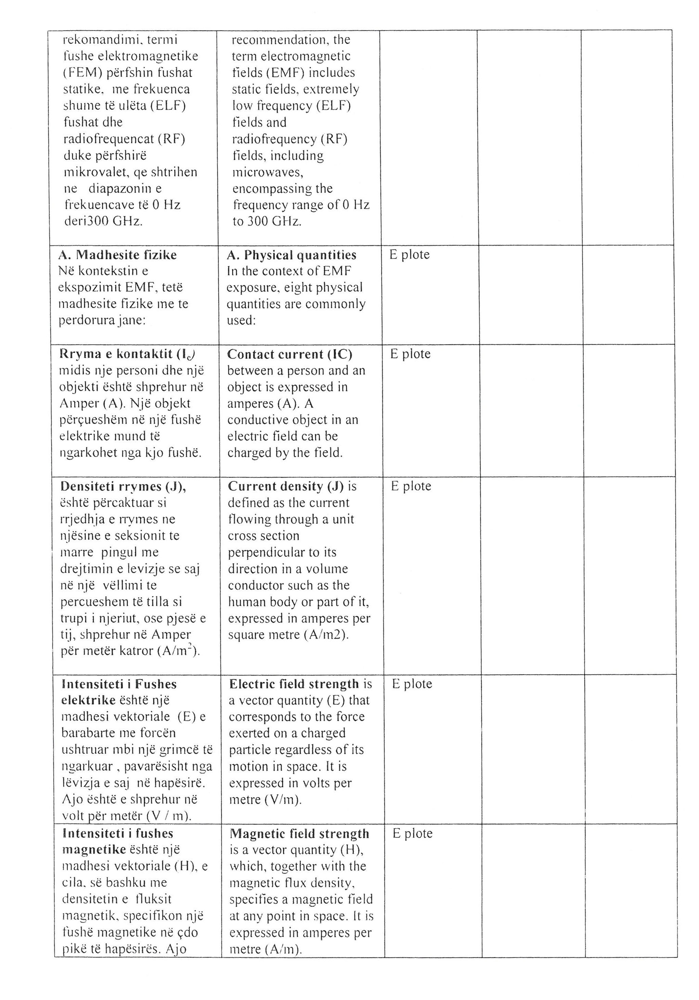 rekomandimi, termi
fushe elektromagnetike
(FEM) përfshin fushat
statike, me frekuenca
shume të ulëta (ELF)
fushat dhe
radiofrequencat (RF)
duke përfshirë
mikrovalet, qe shtrihen
ne diapazonin e
frekuencave të 0 Hz
deri300 GHz.
recommendation, the
term electromagnetic
fields (EMF) includes
static fields, extremely
low frequency (ELF)
fields and
radiofrequency (RF)
fields, including
microwaves,
encompassing the
frequency range of 0 Hz
to 300 GHz.
A. Madhesite fizike
Në kontekstin e
ekspozimit EMF, tetë
madhesite fizike me te
perdorura jane:
A. Physical quantities
In the context of EMF
exposure, eight physical
quantities are commonly
used:
E plote
Rryma e kontaktit (Ic)
midis nje personi dhe një
objekti është shprehur në
Amper (A). Një objekt
përçueshëm në një fushë
elektrike mund të
ngarkohet nga kjo fushë.
Contact current (IC)
between a person and an
object is expressed in
amperes (A). A
conductive object in an
electric field can be
charged by the field.
E plote
Densiteti rrymes (J),
është përcaktuar si
rrjedhja e rrymes ne
njësine e seksionit te
marre pingul me
drejtimin e levizje se saj
në një vëllimi te
percueshem të tilla si
trupi i njeriut, ose pjesë e
tij, shprehur në Amper
për metër katror (A/m²).
Current density (J) is
defined as the current
flowing through a unit
cross section
perpendicular to its
direction in a volume
conductor such as the
human body or part of it,
expressed in amperes per
square metre (A/m2).
E plote
Intensiteti i Fushes
elektrike është një
madhesi vektoriale (E) e
barabarte me forcën
ushtruar mbi një grimcë të
ngarkuar , pavarësisht nga
lëvizja e saj në hapësirë.
Ajo është e shprehur në
volt për metër (V / m).
Electric field strength is
a vector quantity (E) that
corresponds to the force
exerted on a charged
particle regardless of its
motion in space. It is
expressed in volts per
metre (V/m).
E plote
Intensiteti i fushes
magnetike është një
madhesi vektoriale (H), e
cila, së bashku me
densitetin e fluksit
magnetik, specifikon një
fushë magnetike në çdo
pikë të hapësirës. Ajo
Magnetic field strength
is a vector quantity (H),
which, together with the
magnetic flux density,
specifies a magnetic field
at any point in space. It is
expressed in amperes per
metre (A/m).
E plote